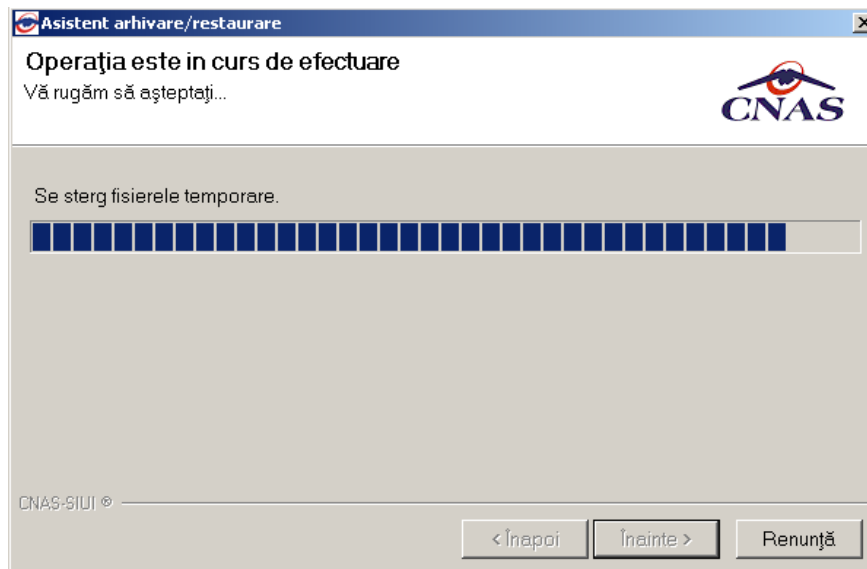 Asistent arhivare/restaurare
Operaţia este in curs de efectuare
Vă rugăm să aşteptaţi...
CNAS
Se sterg fisierele temporare.
CNAS-SIUI ®
< Înapoi
Înainte >
Renunţă